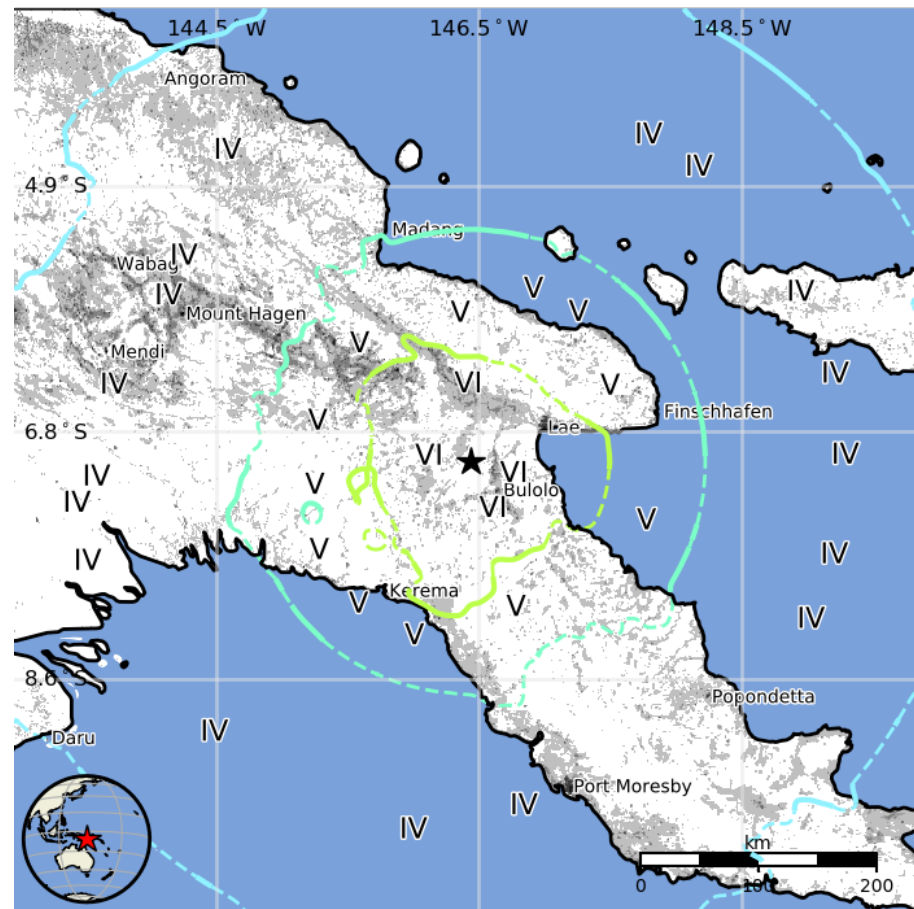 144.5°W 146.5°W 148.5°W
Angoram
IV
IV
IV
4.9°S
Madang
Wabag IV
IV
IV
V
Mount Hagen
V
V
V
Mendi
IV
VI
V
IV
V
Finschhafen
6.8°S
Lae
VI
VI
IV
IV
V
Bulolo
IV
VI
V
V
IV
IV
Kerema
V
V
IV
V
8.6°S
Popondetta
IV
Daru
Port Moresby
IV
IV
km
0 100 200